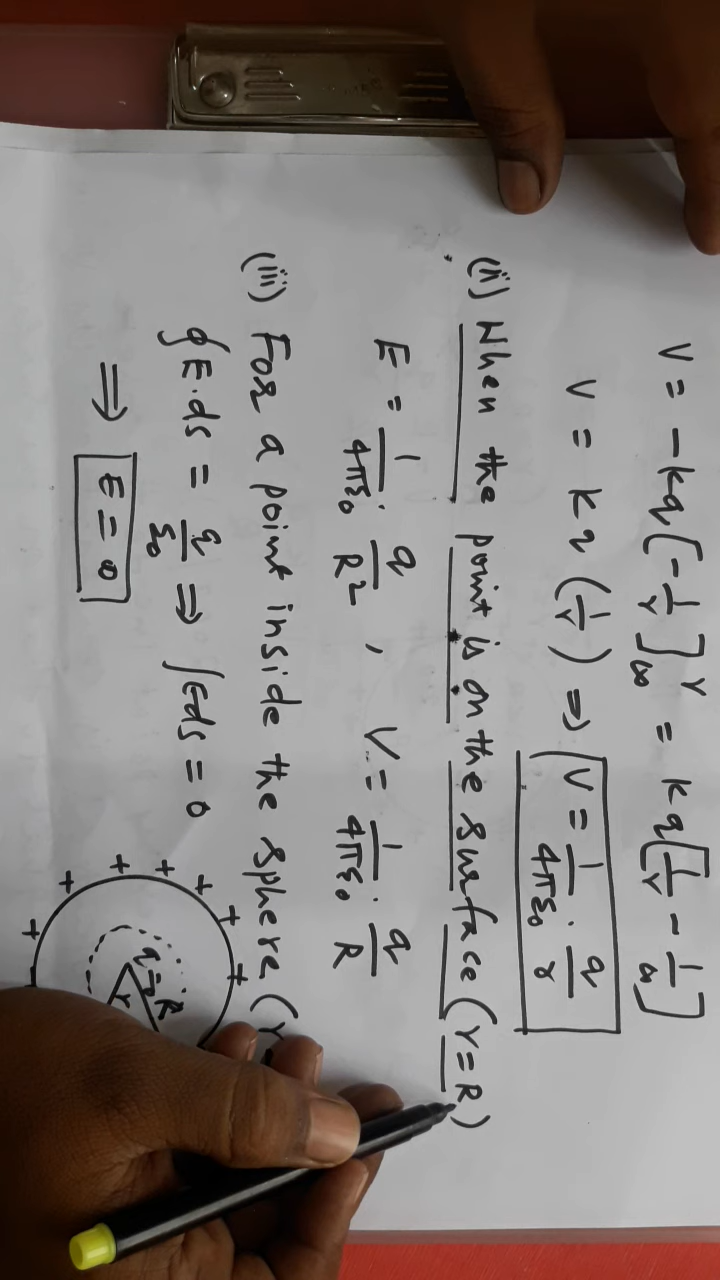 V = -kq [-1/r]^r_∞ = kq [1/r - 1/∞]
V = kq (1/r) ⇒ V = 1/4πε₀ · q/r
(ii) When the point is on the surface (r=R)
E = 1/4πε₀ · q/R² , V = 1/4πε₀ · q/R
(iii) For a point inside the sphere (r
∮E.ds = q/ε₀ ⇒ ∫Eds = 0
⇒ E = 0
+ + + + + + +
R
r